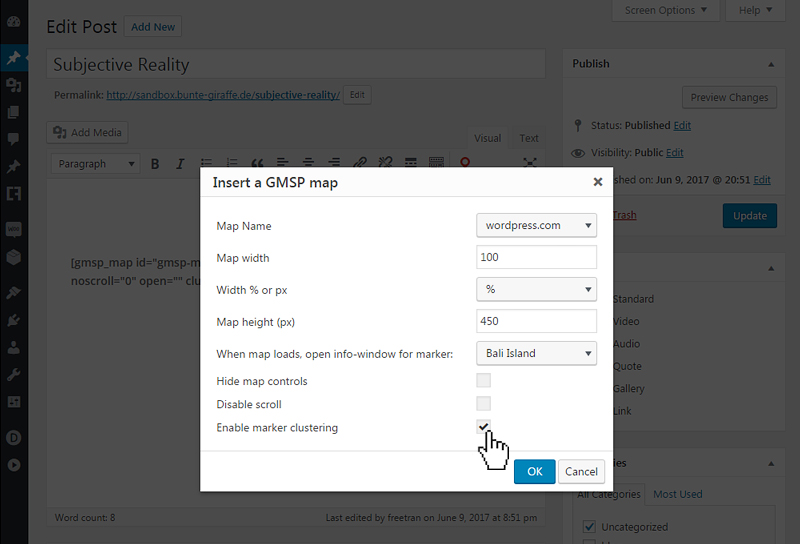 Screen Options
Help
Edit Post
Add New
Subjective Reality
Permalink: http://sandbox.bunte-giraffe.de/subjective-reality/
Edit
Add Media
Visual
Text
Paragraph
B
I
[gmsp_map id="gmsp-m
noscroll="0" open="" clu
Word count: 8
Last edited by freetran on June 9, 2017 at 8:51 pm
Insert a GMSP map
Map Name
wordpress.com
Map width
100
Width % or px
%
Map height (px)
450
When map loads, open info-window for marker:
Bali Island
Hide map controls
Disable scroll
Enable marker clustering
OK
Cancel
Publish
Preview Changes
Status: Published Edit
Visibility: Public Edit
on: Jun 9, 2017 @ 20:51 Edit
Trash
Update
Standard
Video
Audio
Quote
Gallery
Link
All Categories
Most Used
Uncategorized